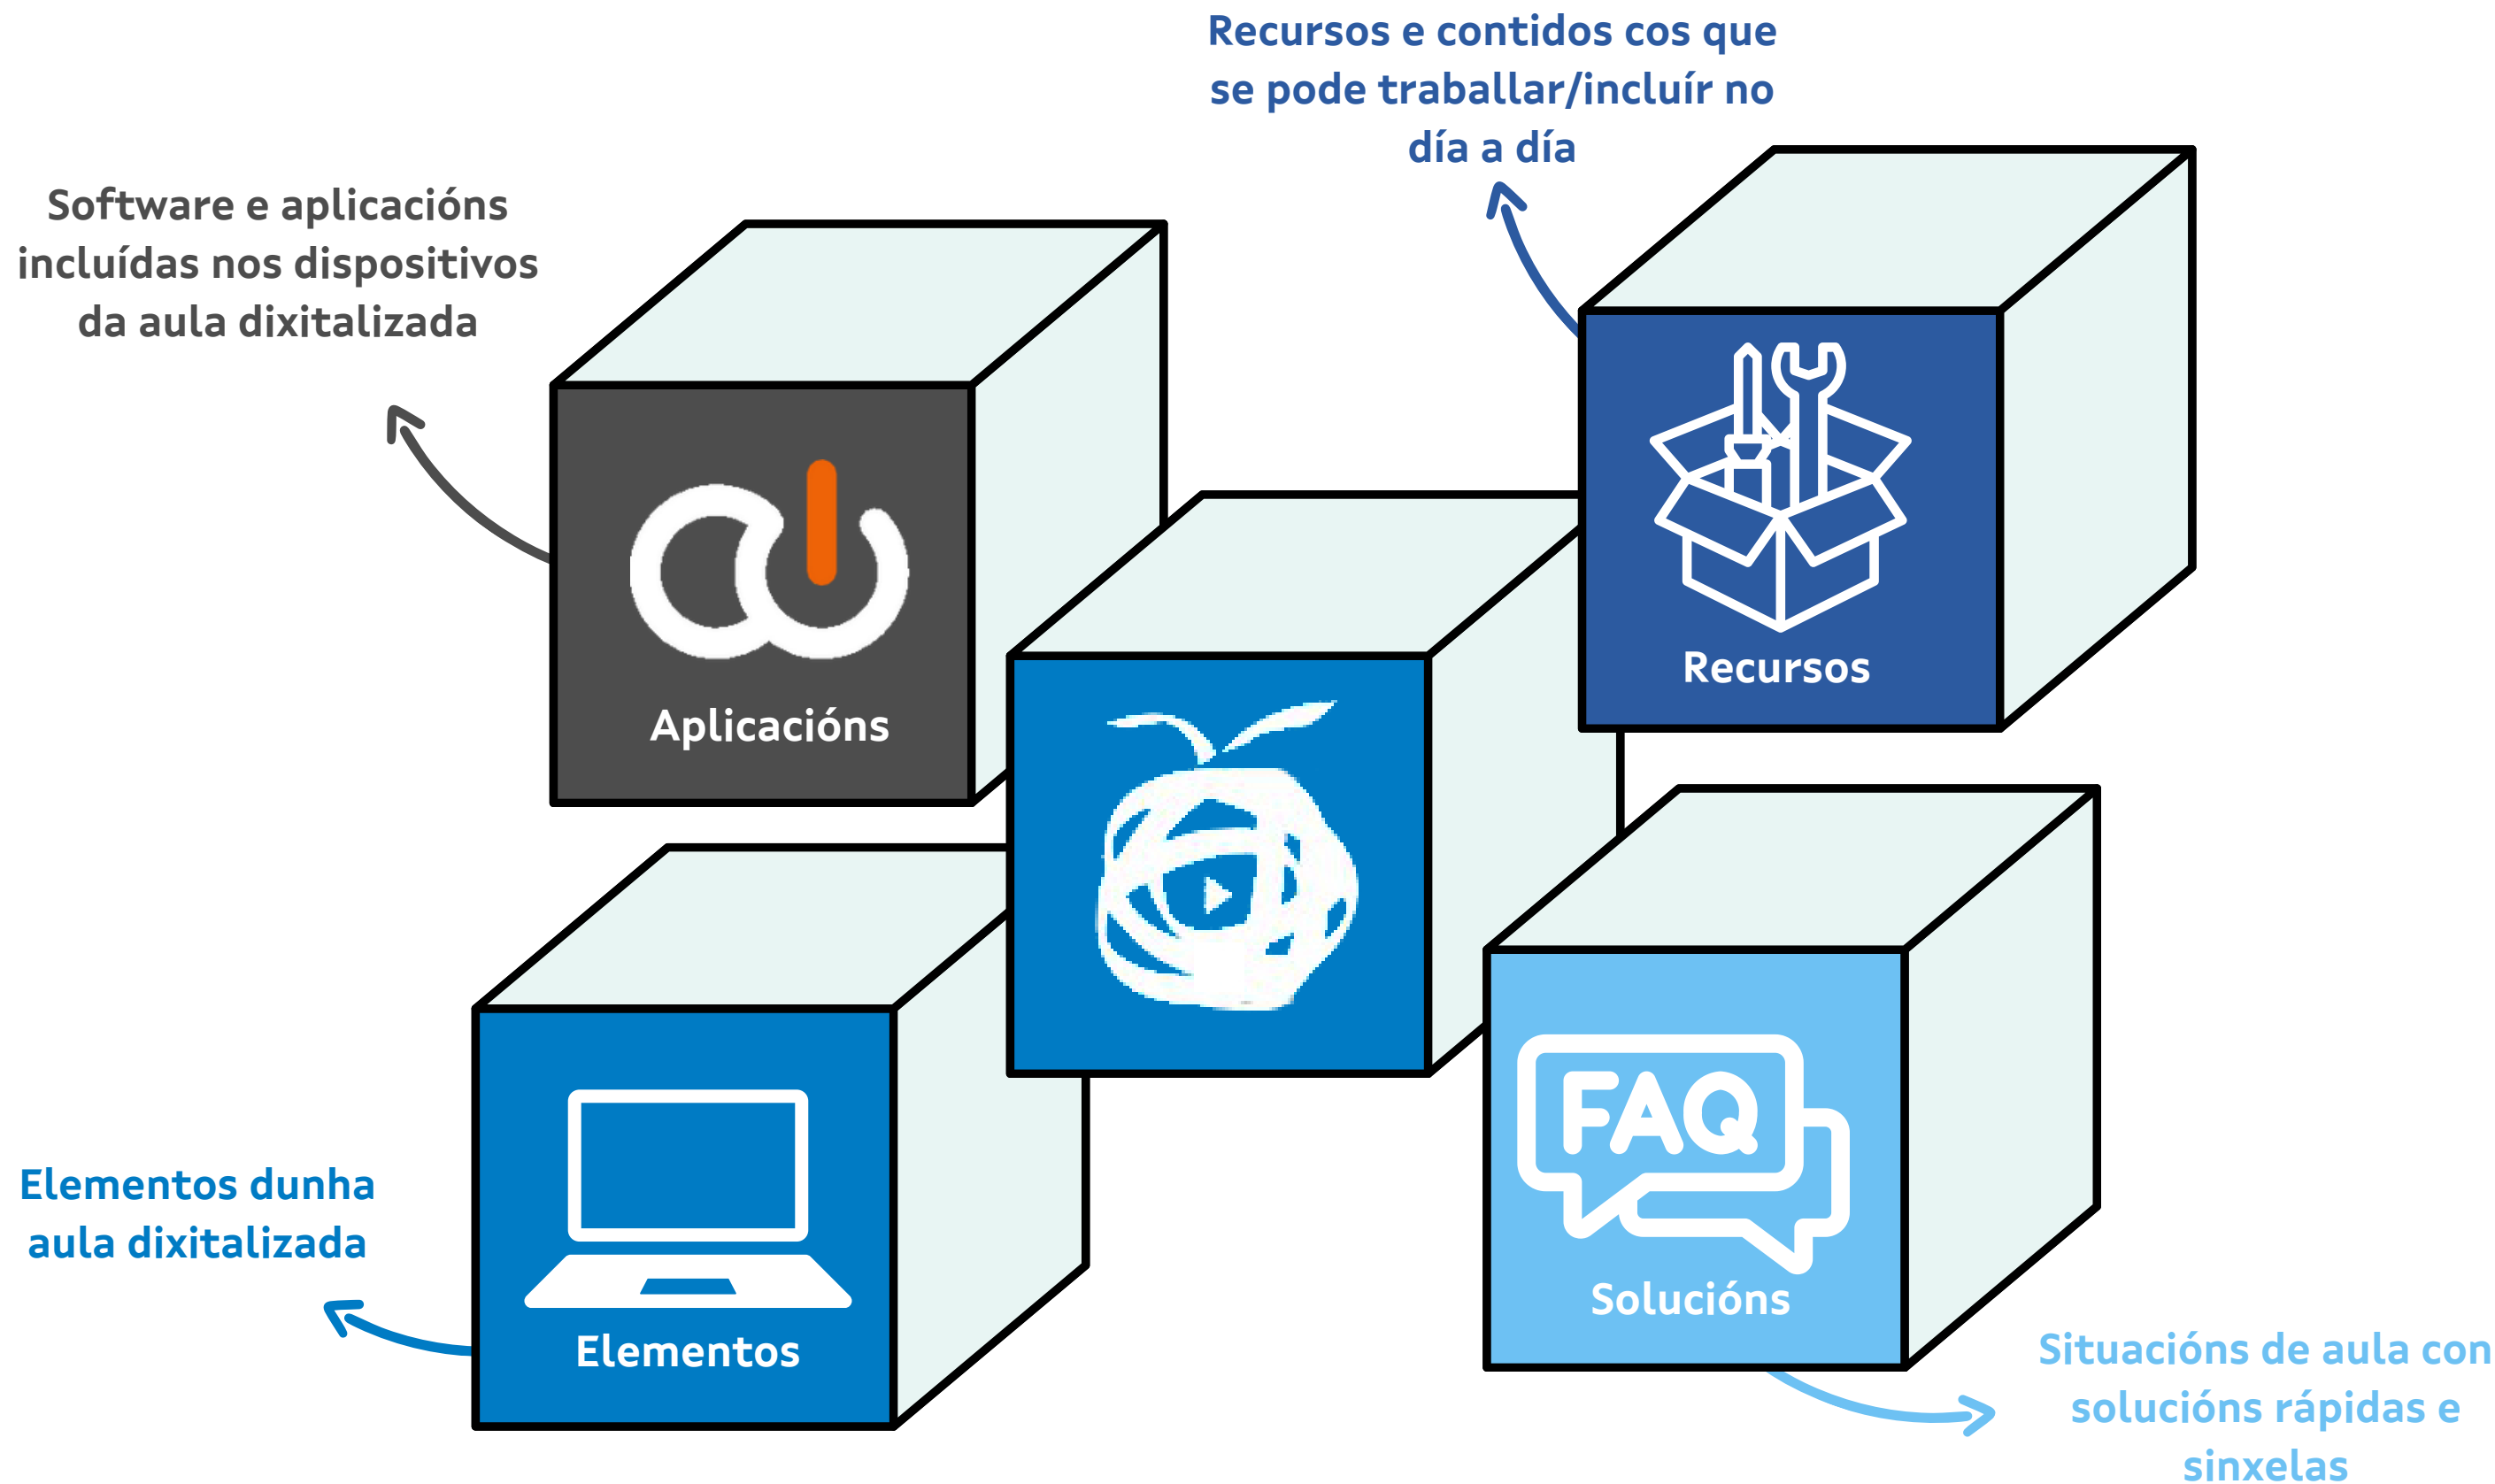 Recursos e contidos cos que
se pode traballar/incluír no
día a día
Software e aplicacións
incluídas nos dispositivos
da aula dixitalizada
Recursos
Aplicacións
FAQ
Solucións
Elementos dunha
aula dixitalizada
Elementos
Situacións de aula con
solucións rápidas e
sinxelas